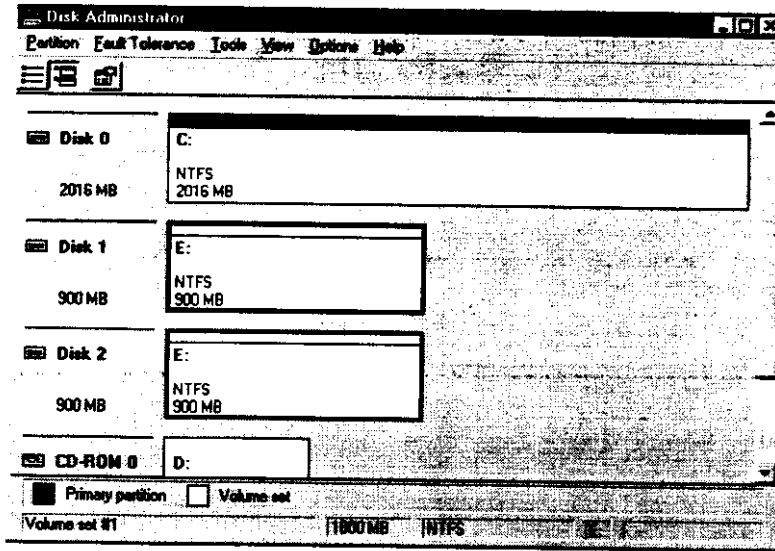 Disk Administrator
Partition Fault Tolerance Tools View Options Help
Disk 0
2016 MB
C:
NTFS
2016 MB
Disk 1
900 MB
E:
NTFS
900 MB
Disk 2
900 MB
E:
NTFS
900 MB
CD-ROM 0
D:
Primary partition Volume set
Volume set #1 1800 MB NTFS